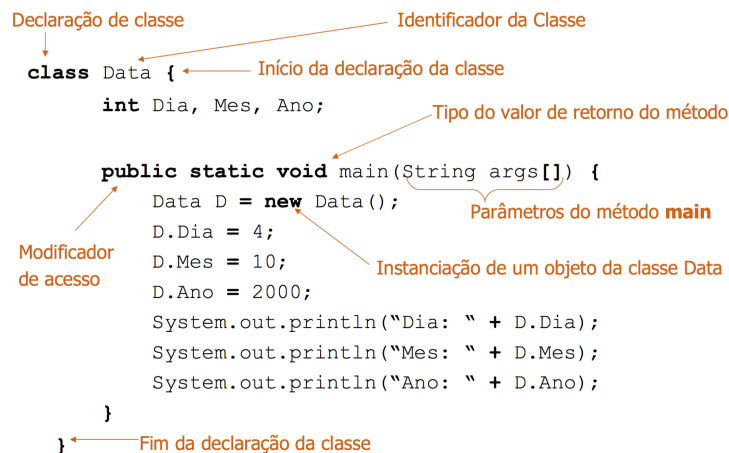 Declaração de classe
Identificador da Classe
class Data {
Início da declaração da classe
int Dia, Mes, Ano;
Tipo do valor de retorno do método
public static void main(String args[]) {
Data D = new Data();
Parâmetros do método main
D.Dia = 4;
Modificador
de acesso
D.Mes = 10;
Instanciação de um objeto da classe Data
D.Ano = 2000;
System.out.println(“Dia: “ + D.Dia);
System.out.println(“Mes: “ + D.Mes);
System.out.println(“Ano: “ + D.Ano);
}
}
Fim da declaração da classe